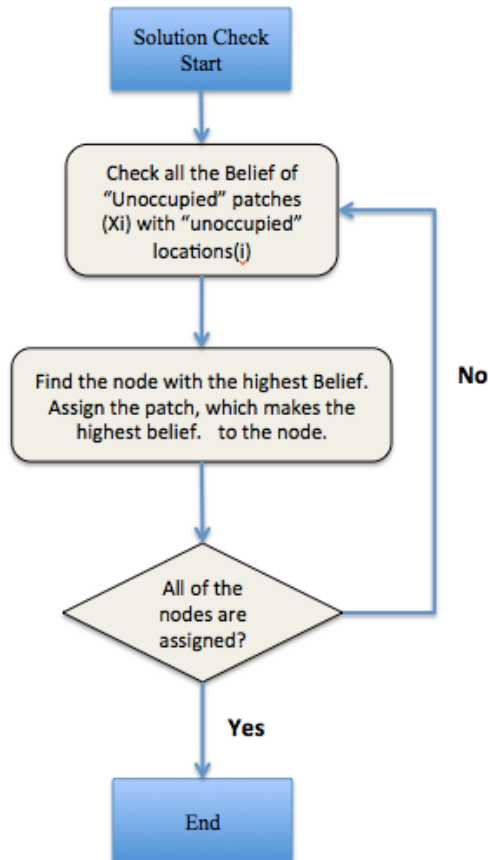 Solution Check
Start
Check all the Belief of
“Unoccupied” patches
(Xi) with “unoccupied”
locations(i)
Find the node with the highest Belief.
Assign the patch, which makes the
highest belief.   to the node.
No
All of the
nodes are
assigned?
Yes
End